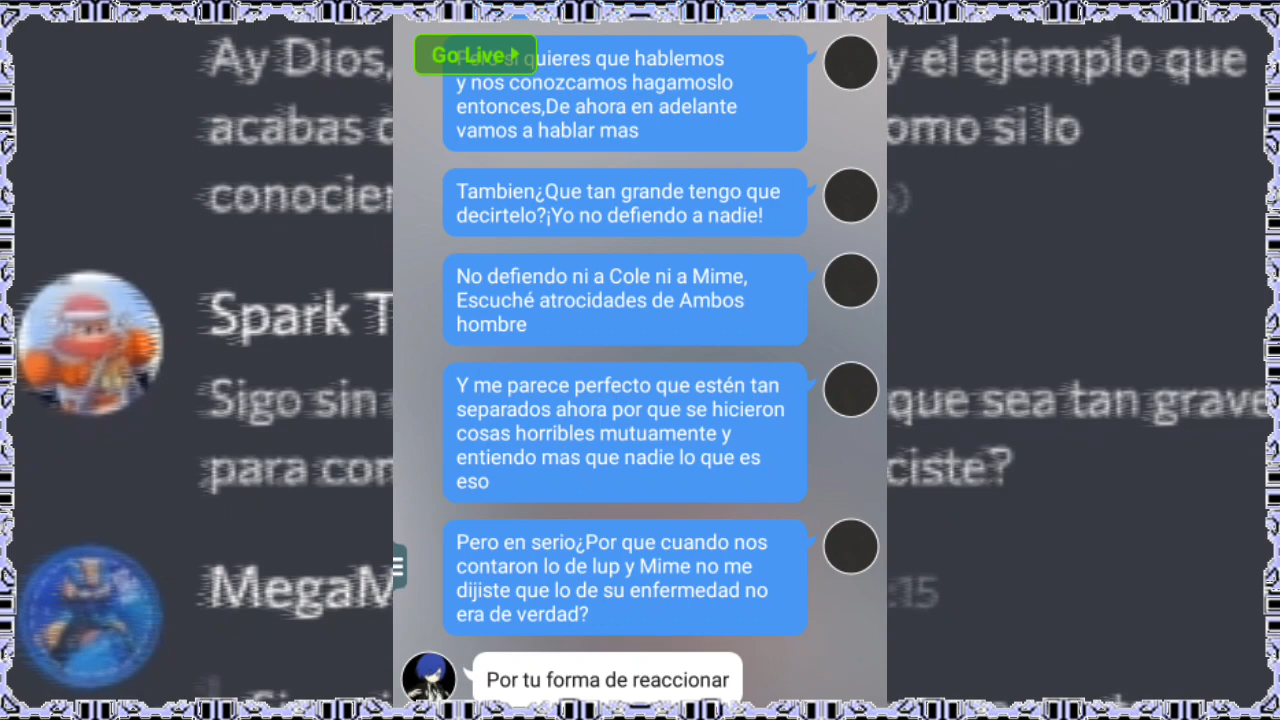 Ay Dios,
y el ejemplo que
acabas
omo si lo
Go Live
quieres que hablemos
y nos conozcamos hagamoslo
entonces,De ahora en adelante
vamos a hablar mas
Tambien¿Que tan grande tengo que
decirtelo?¡Yo no defiendo a nadie!
No defiendo ni a Cole ni a Mime,
Escuché atrocidades de Ambos
hombre
Spark T
Sigo sin
que sea tan grave
para con
ciste?
Y me parece perfecto que estén tan
separados ahora por que se hicieron
cosas horribles mutuamente y
entiendo mas que nadie lo que es
eso
Pero en serio¿Por que cuando nos
contaron lo de lup y Mime no me
dijiste que lo de su enfermedad no
era de verdad?
MegaM
:15
Por tu forma de reaccionar